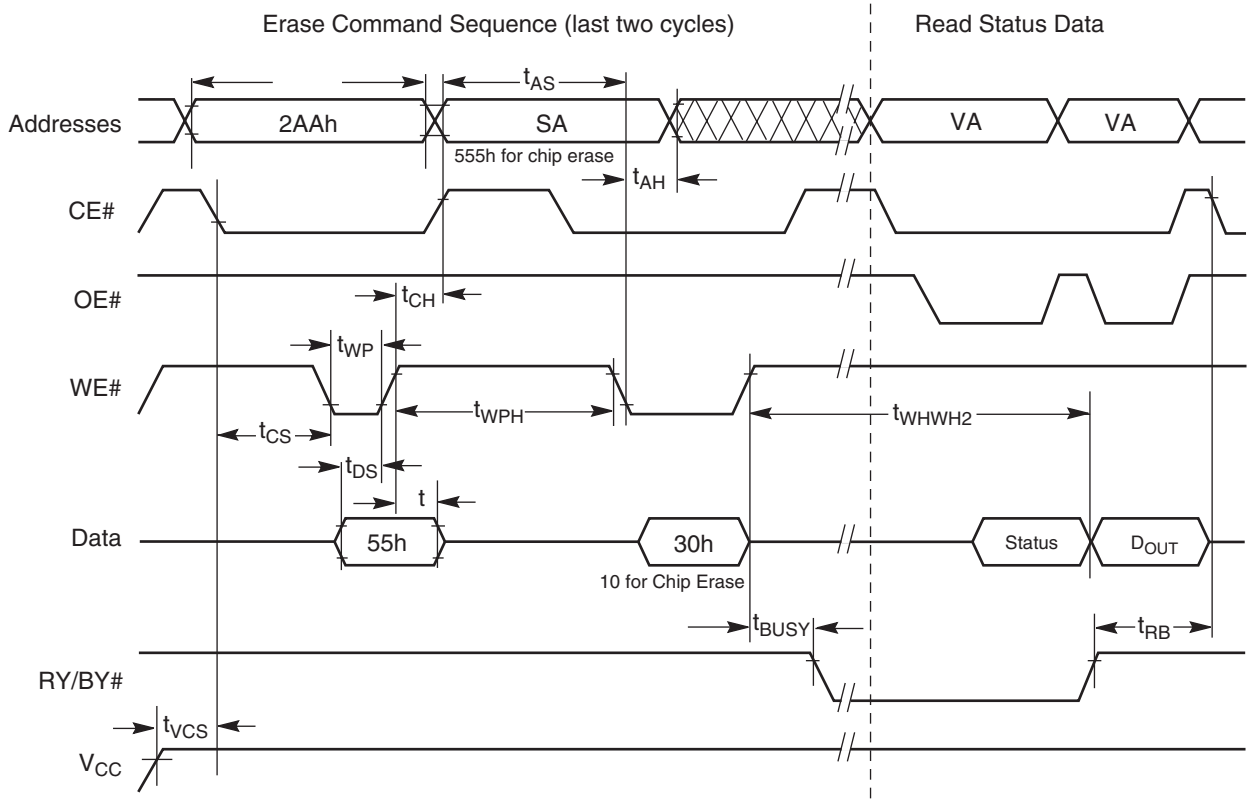 Erase Command Sequence (last two cycles)
Read Status Data
tAS
Addresses
2AAh
SA
VA
VA
555h for chip erase
tAH
CE#
OE#
tCH
tWP
WE#
tWPH
tWHWH2
tCS
tDS
t
Data
55h
30h
Status
DOUT
10 for Chip Erase
tBUSY
tRB
RY/BY#
tVCS
VCC